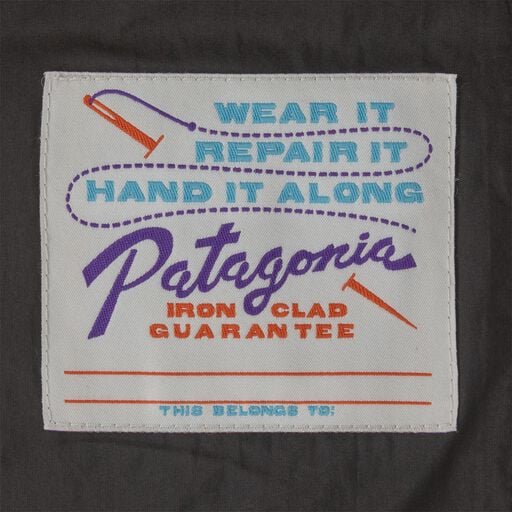 WEAR IT
REPAIR IT
HAND IT ALONG
Patagonia
IRON CLAD
GUARANTEE
THIS BELONGS TO: